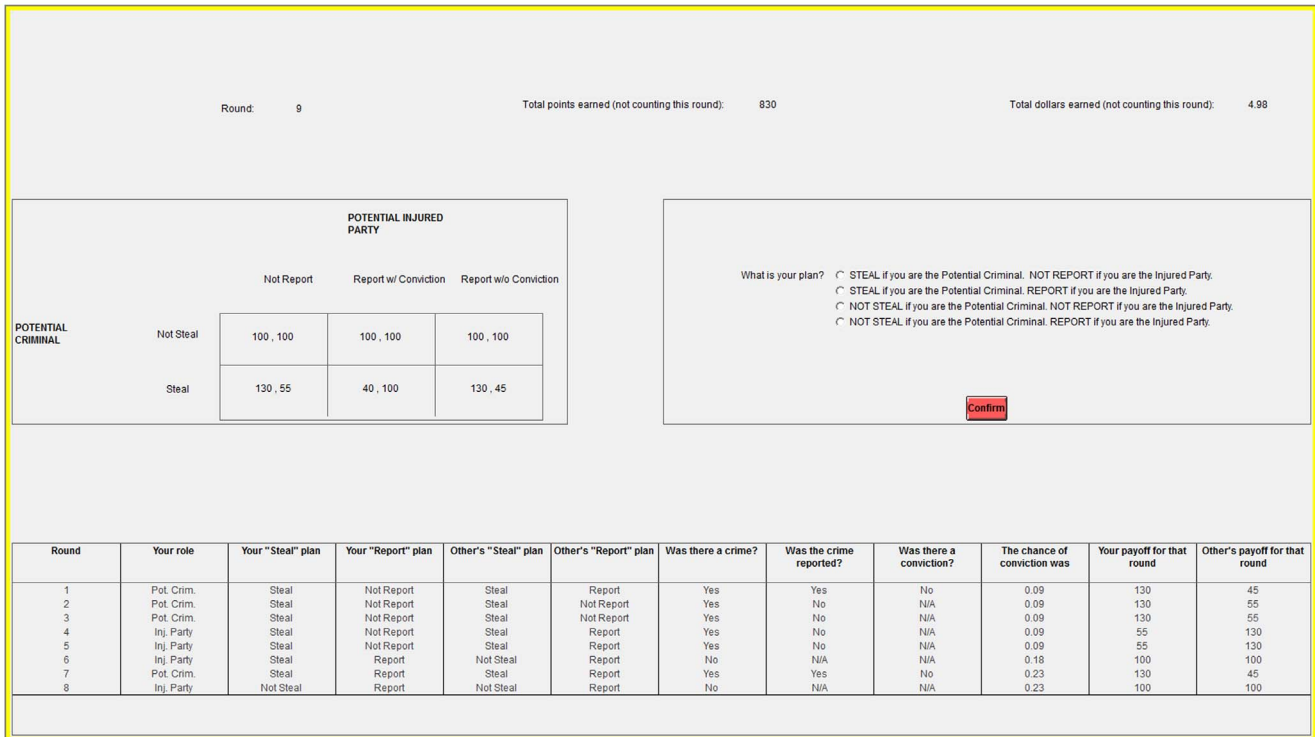 Round: 9 Total points earned (not counting this round): 830 Total dollars earned (not counting this round): 4.98
POTENTIAL INJURED
PARTY
Not Report Report w/ Conviction Report w/o Conviction
POTENTIAL
CRIMINAL
Not Steal 100 , 100 100 , 100 100 , 100
Steal 130 , 55 40 , 100 130 , 45
What is your plan? STEAL if you are the Potential Criminal. NOT REPORT if you are the Injured Party.
STEAL if you are the Potential Criminal. REPORT if you are the Injured Party.
NOT STEAL if you are the Potential Criminal. NOT REPORT if you are the Injured Party.
NOT STEAL if you are the Potential Criminal. REPORT if you are the Injured Party.
Confirm
Round Your role Your "Steal" plan Your "Report" plan Other's "Steal" plan Other's "Report" plan Was there a crime? Was the crime reported? Was there a conviction? The chance of conviction was Your payoff for that round Other's payoff for that round
1 Pot. Crim. Steal Not Report Steal Report Yes Yes No 0.09 130 45
2 Pot. Crim. Steal Not Report Steal Not Report Yes No N/A 0.09 130 55
3 Pot. Crim. Steal Not Report Steal Not Report Yes No N/A 0.09 130 55
4 Inj. Party Steal Not Report Steal Report Yes No N/A 0.09 55 130
5 Inj. Party Steal Not Report Steal Report Yes No N/A 0.09 55 130
6 Inj. Party Steal Report Not Steal Report No N/A N/A 0.18 100 100
7 Pot. Crim. Steal Report Steal Report Yes Yes No 0.23 130 45
8 Inj. Party Not Steal Report Not Steal Report No N/A N/A 0.23 100 100